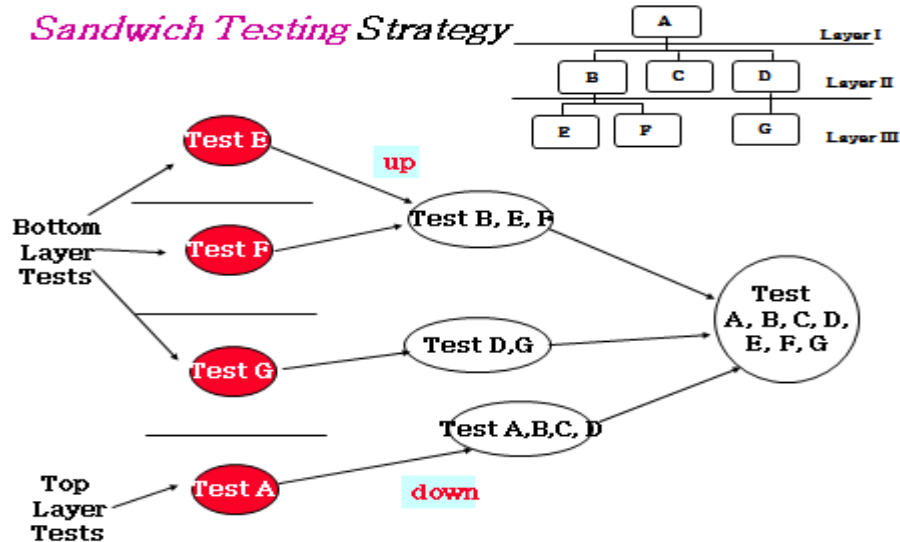 Sandwich Testing Strategy
A
Layer I
B
C
D
Layer II
E
F
G
Layer III
Test E
up
Bottom
Layer
Tests
Test F
Test B, E, F
Test
A, B, C, D,
E, F, G
Test G
Test D,G
Test A,B,C, D
Top
Layer
Tests
Test A
down